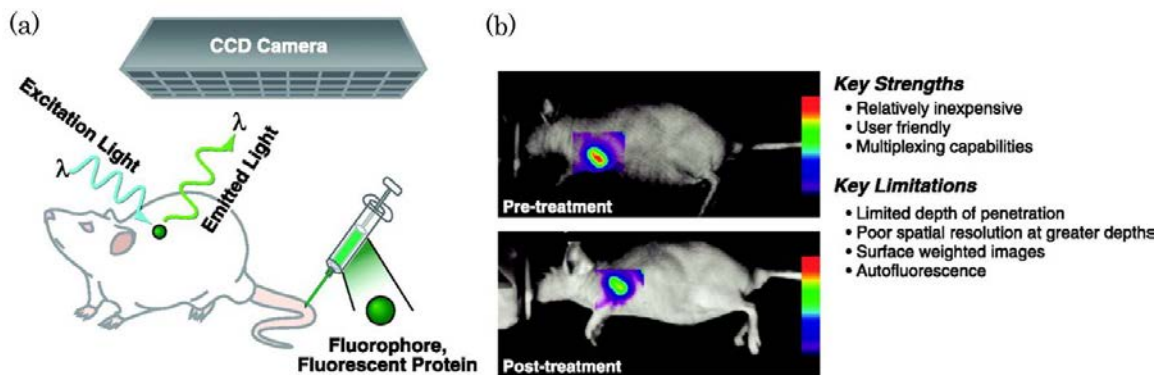 (a)
CCD Camera
Excitation Light
λ
λ
Emitted Light
Fluorophore,
Fluorescent Protein
(b)
Pre-treatment
Post-treatment
Key Strengths
• Relatively inexpensive
• User friendly
• Multiplexing capabilities
Key Limitations
• Limited depth of penetration
• Poor spatial resolution at greater depths
• Surface weighted images
• Autofluorescence